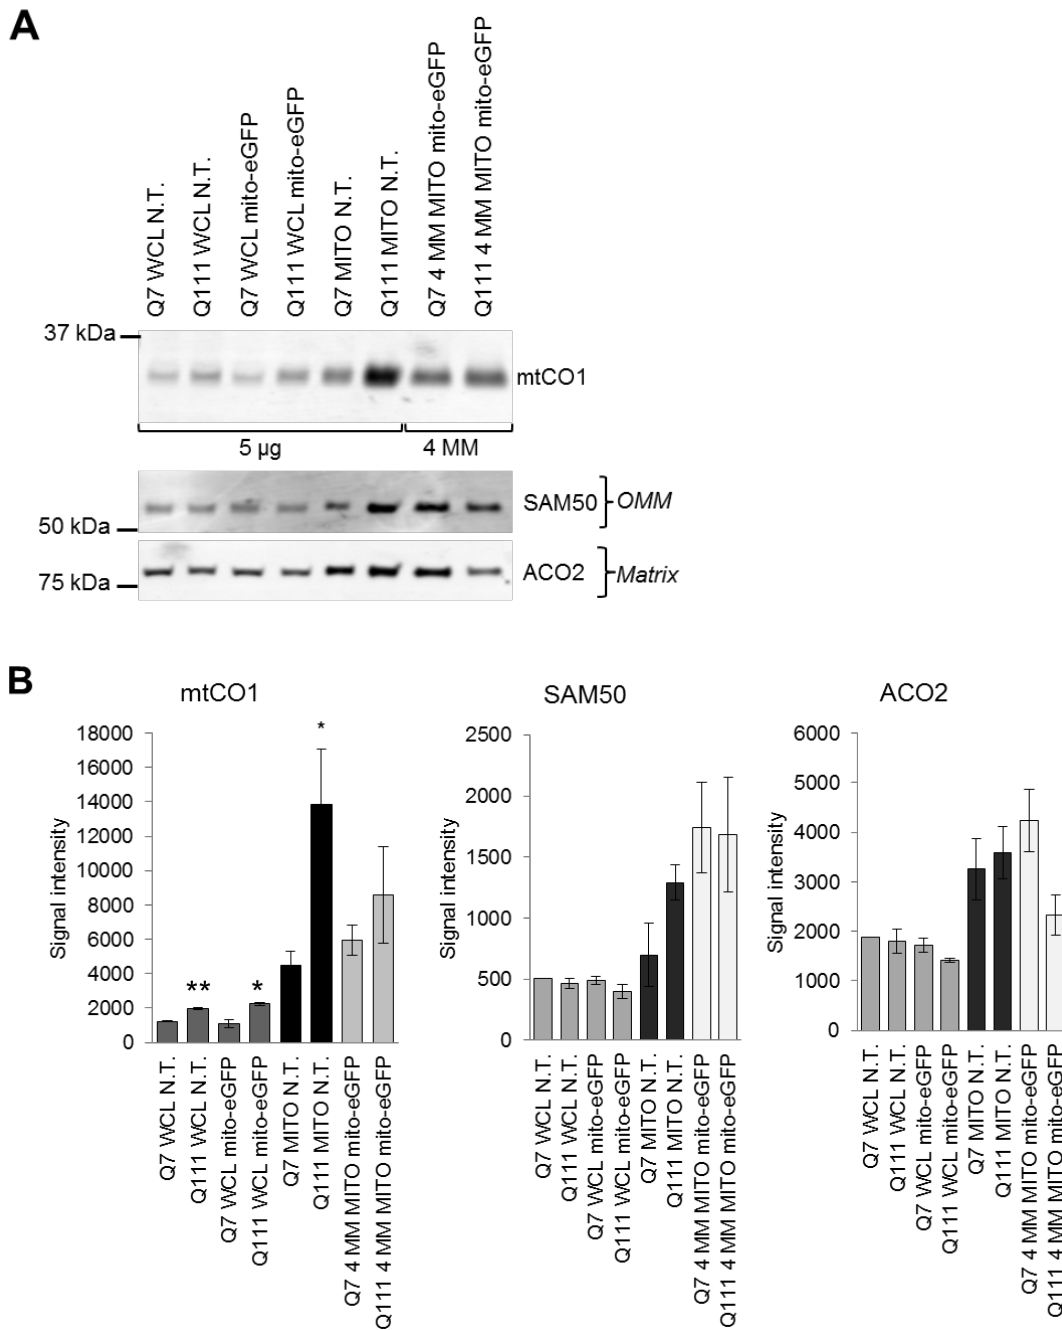 A
Q7 WCL N.T.
Q111 WCL N.T.
Q7 WCL mito-eGFP
Q111 WCL mito-eGFP
Q7 MITO N.T.
Q111 MITO N.T.
Q7 4 MM MITO mito-eGFP
Q111 4 MM MITO mito-eGFP
37 kDa
mtCO1
5 µg
4 MM
SAM50
OMM
50 kDa
ACO2
Matrix
75 kDa
B
mtCO1
Signal intensity
18000
16000
14000
12000
10000
8000
6000
4000
2000
0
**
*
*
Q7 WCL N.T.
Q111 WCL N.T.
Q7 WCL mito-eGFP
Q111 WCL mito-eGFP
Q7 MITO N.T.
Q111 MITO N.T.
Q7 4 MM MITO mito-eGFP
Q111 4 MM MITO mito-eGFP
SAM50
Signal intensity
2500
2000
1500
1000
500
0
Q7 WCL N.T.
Q111 WCL N.T.
Q7 WCL mito-eGFP
Q111 WCL mito-eGFP
Q7 MITO N.T.
Q111 MITO N.T.
Q7 4 MM MITO mito-eGFP
Q111 4 MM MITO mito-eGFP
ACO2
Signal intensity
6000
5000
4000
3000
2000
1000
0
Q7 WCL N.T.
Q111 WCL N.T.
Q7 WCL mito-eGFP
Q111 WCL mito-eGFP
Q7 MITO N.T.
Q111 MITO N.T.
Q7 4 MM MITO mito-eGFP
Q111 4 MM MITO mito-eGFP